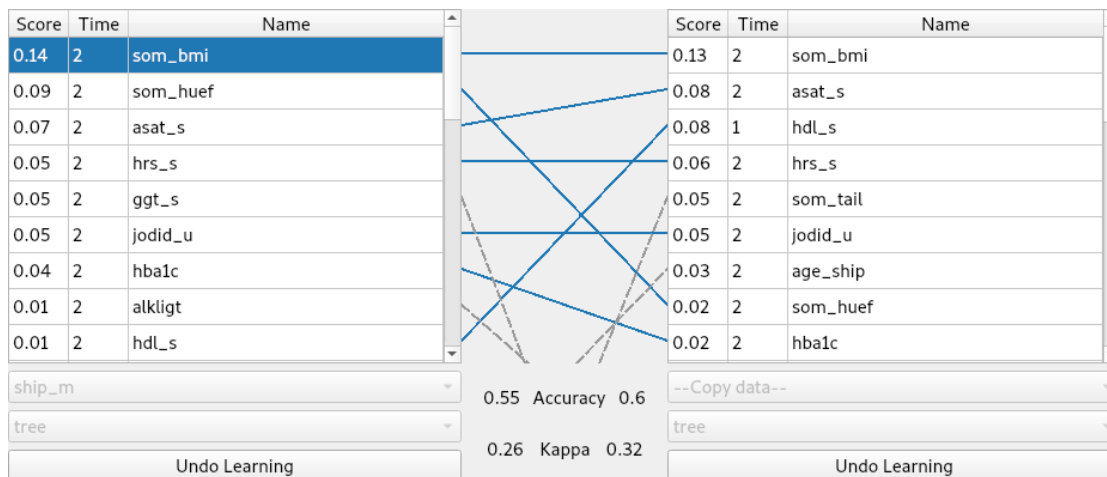 Score Time Name Score Time Name
0.14 2 som_bmi 0.13 2 som_bmi
0.09 2 som_huef 0.08 2 asat_s
0.07 2 asat_s 0.08 1 hdl_s
0.05 2 hrs_s 0.06 2 hrs_s
0.05 2 ggt_s 0.05 2 som_tail
0.05 2 jodid_u 0.05 2 jodid_u
0.04 2 hba1c 0.03 2 age_ship
0.01 2 alkligt 0.02 2 som_huef
0.01 2 hdl_s 0.02 2 hba1c
ship_m --Copy data--
0.55 Accuracy 0.6
tree tree
0.26 Kappa 0.32
Undo Learning Undo Learning